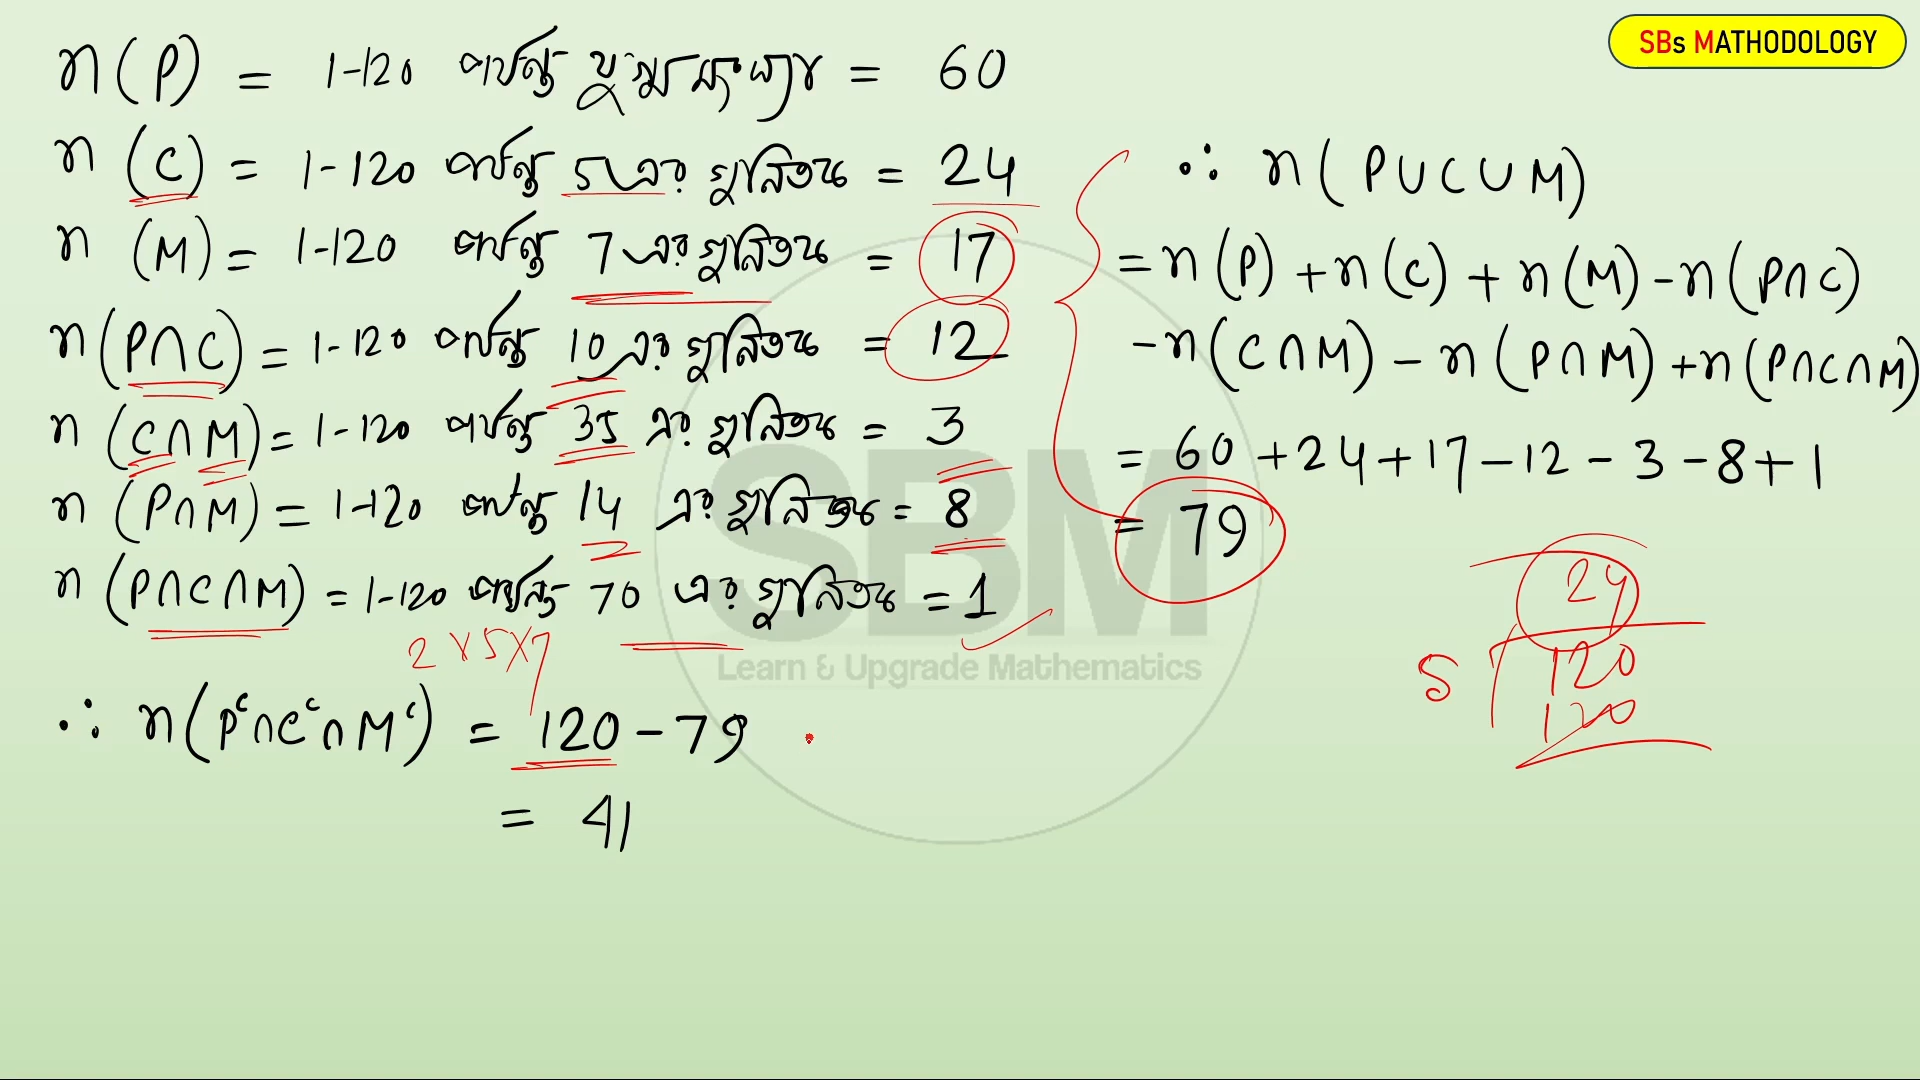 SBs MATHODOLOGY
n(P) = 1-120 পর্যন্ত যুগ্ম সংখ্যার = 60
n (C) = 1-120 পর্যন্ত 5 এর গুনিতক = 24
n (M) = 1-120 পর্যন্ত 7 এর গুনিতক = 17
n(P∩C) = 1-120 পর্যন্ত 10 এর গুনিতক = 12
n (C∩M) = 1-120 পর্যন্ত 35 এর গুনিতক = 3
n (P∩M) = 1-120 পর্যন্ত 14 এর গুনিতক = 8
n (P∩C∩M) = 1-120 পর্যন্ত 70 এর গুনিতক = 1
2 x 5 x 7
∴ n(Pᶜ∩Cᶜ∩Mᶜ) = 120 - 79
= 41
∴ n(P∪C∪M)
= n(P) + n(C) + n(M) - n(P∩C)
- n(C∩M) - n(P∩M) + n(P∩C∩M)
= 60 + 24 + 17 - 12 - 3 - 8 + 1
= 79
24
5 120
120
SBM
Learn & Upgrade Mathematics